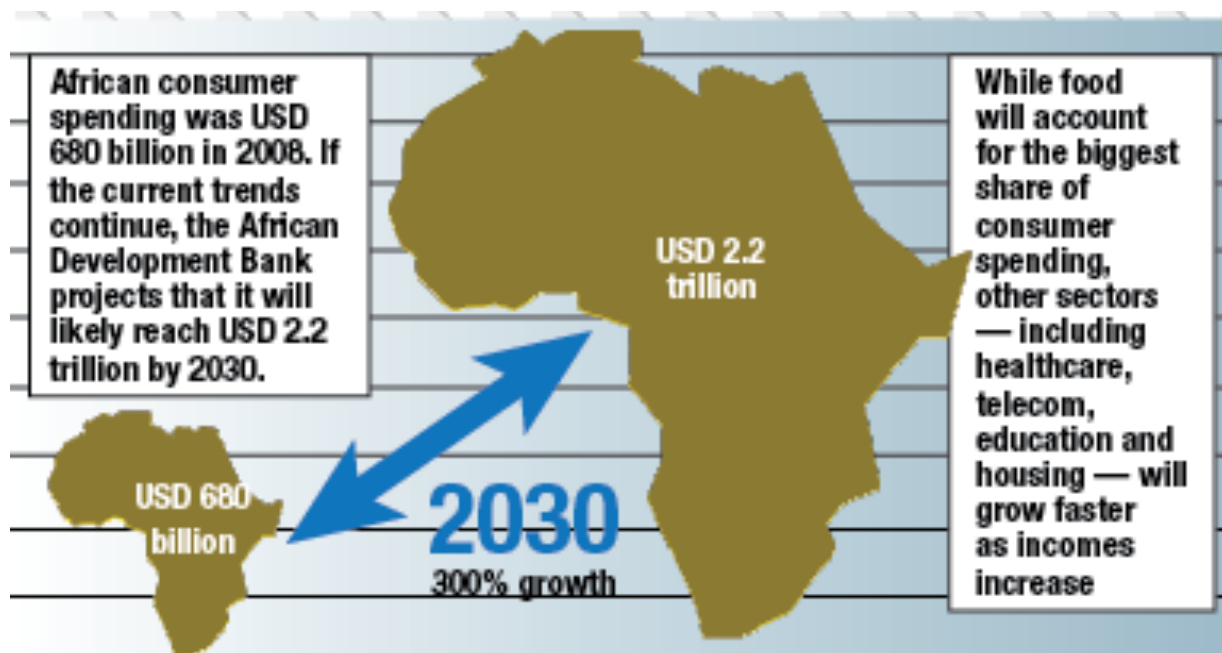 African consumer
spending was USD
680 billion in 2008. If
the current trends
continue, the African
Development Bank
projects that it will
likely reach USD 2.2
trillion by 2030.
USD 680
billion
2030
300% growth
USD 2.2
trillion
While food
will account
for the biggest
share of
consumer
spending,
other sectors
— including
healthcare,
telecom,
education and
housing — will
grow faster
as incomes
increase